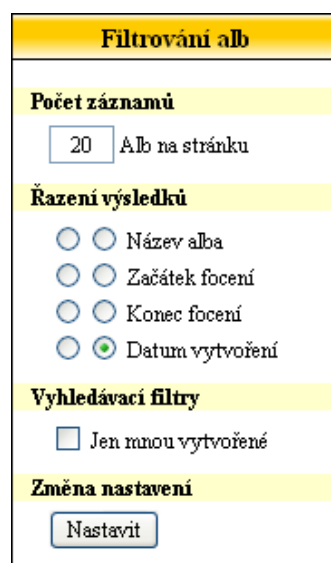 Filtrování alb
Počet záznamů
20 Alb na stránku
Řazení výsledků
Název alba
Začátek focení
Konec focení
Datum vytvoření
Vyhledávací filtry
Jen mnou vytvořené
Změna nastavení
Nastavit